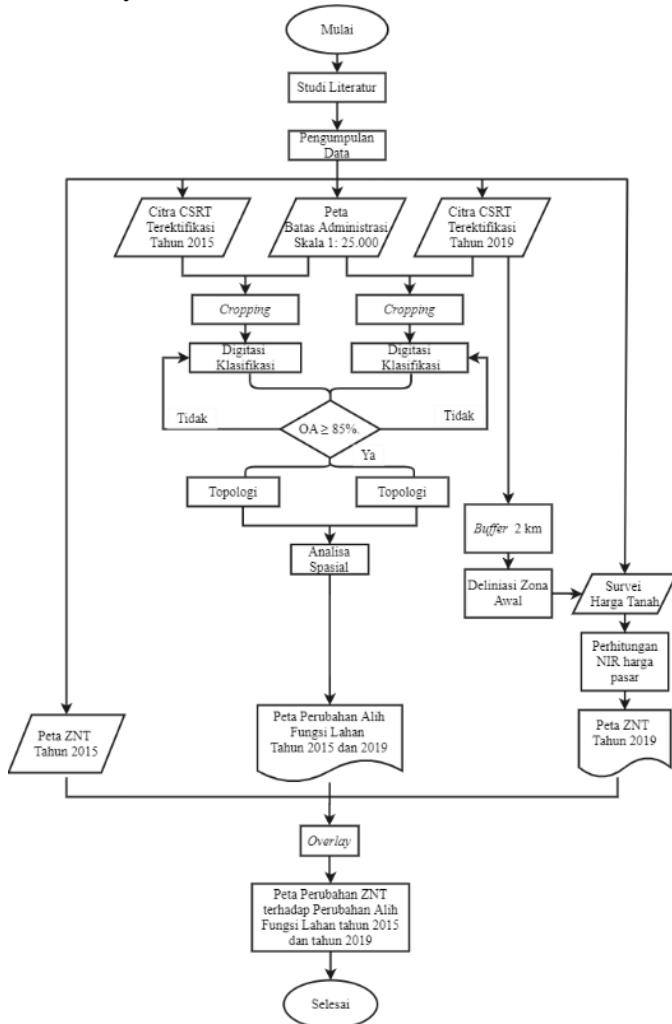 Mulai
Studi Literatur
Pengumpulan
Data
Citra CSRT
Terektifikasi
Tahun 2015
Peta
Batas Administrasi
Skala 1: 25.000
Citra CSRT
Terektifikasi
Tahun 2019
Cropping
Cropping
Digitasi
Klasifikasi
Digitasi
Klasifikasi
Tidak
OA ≥ 85%.
Tidak
Ya
Topologi
Topologi
Analisa
Spasial
Buffer 2 km
Deliniasi Zona
Awal
Survei
Harga Tanah
Perhitungan
NIR harga
pasar
Peta ZNT
Tahun 2015
Peta Perubahan Alih
Fungsi Lahan
Tahun 2015 dan 2019
Peta ZNT
Tahun 2019
Overlay
Peta Perubahan ZNT
terhadap Perubahan Alih
Fungsi Lahan tahun 2015
dan tahun 2019
Selesai